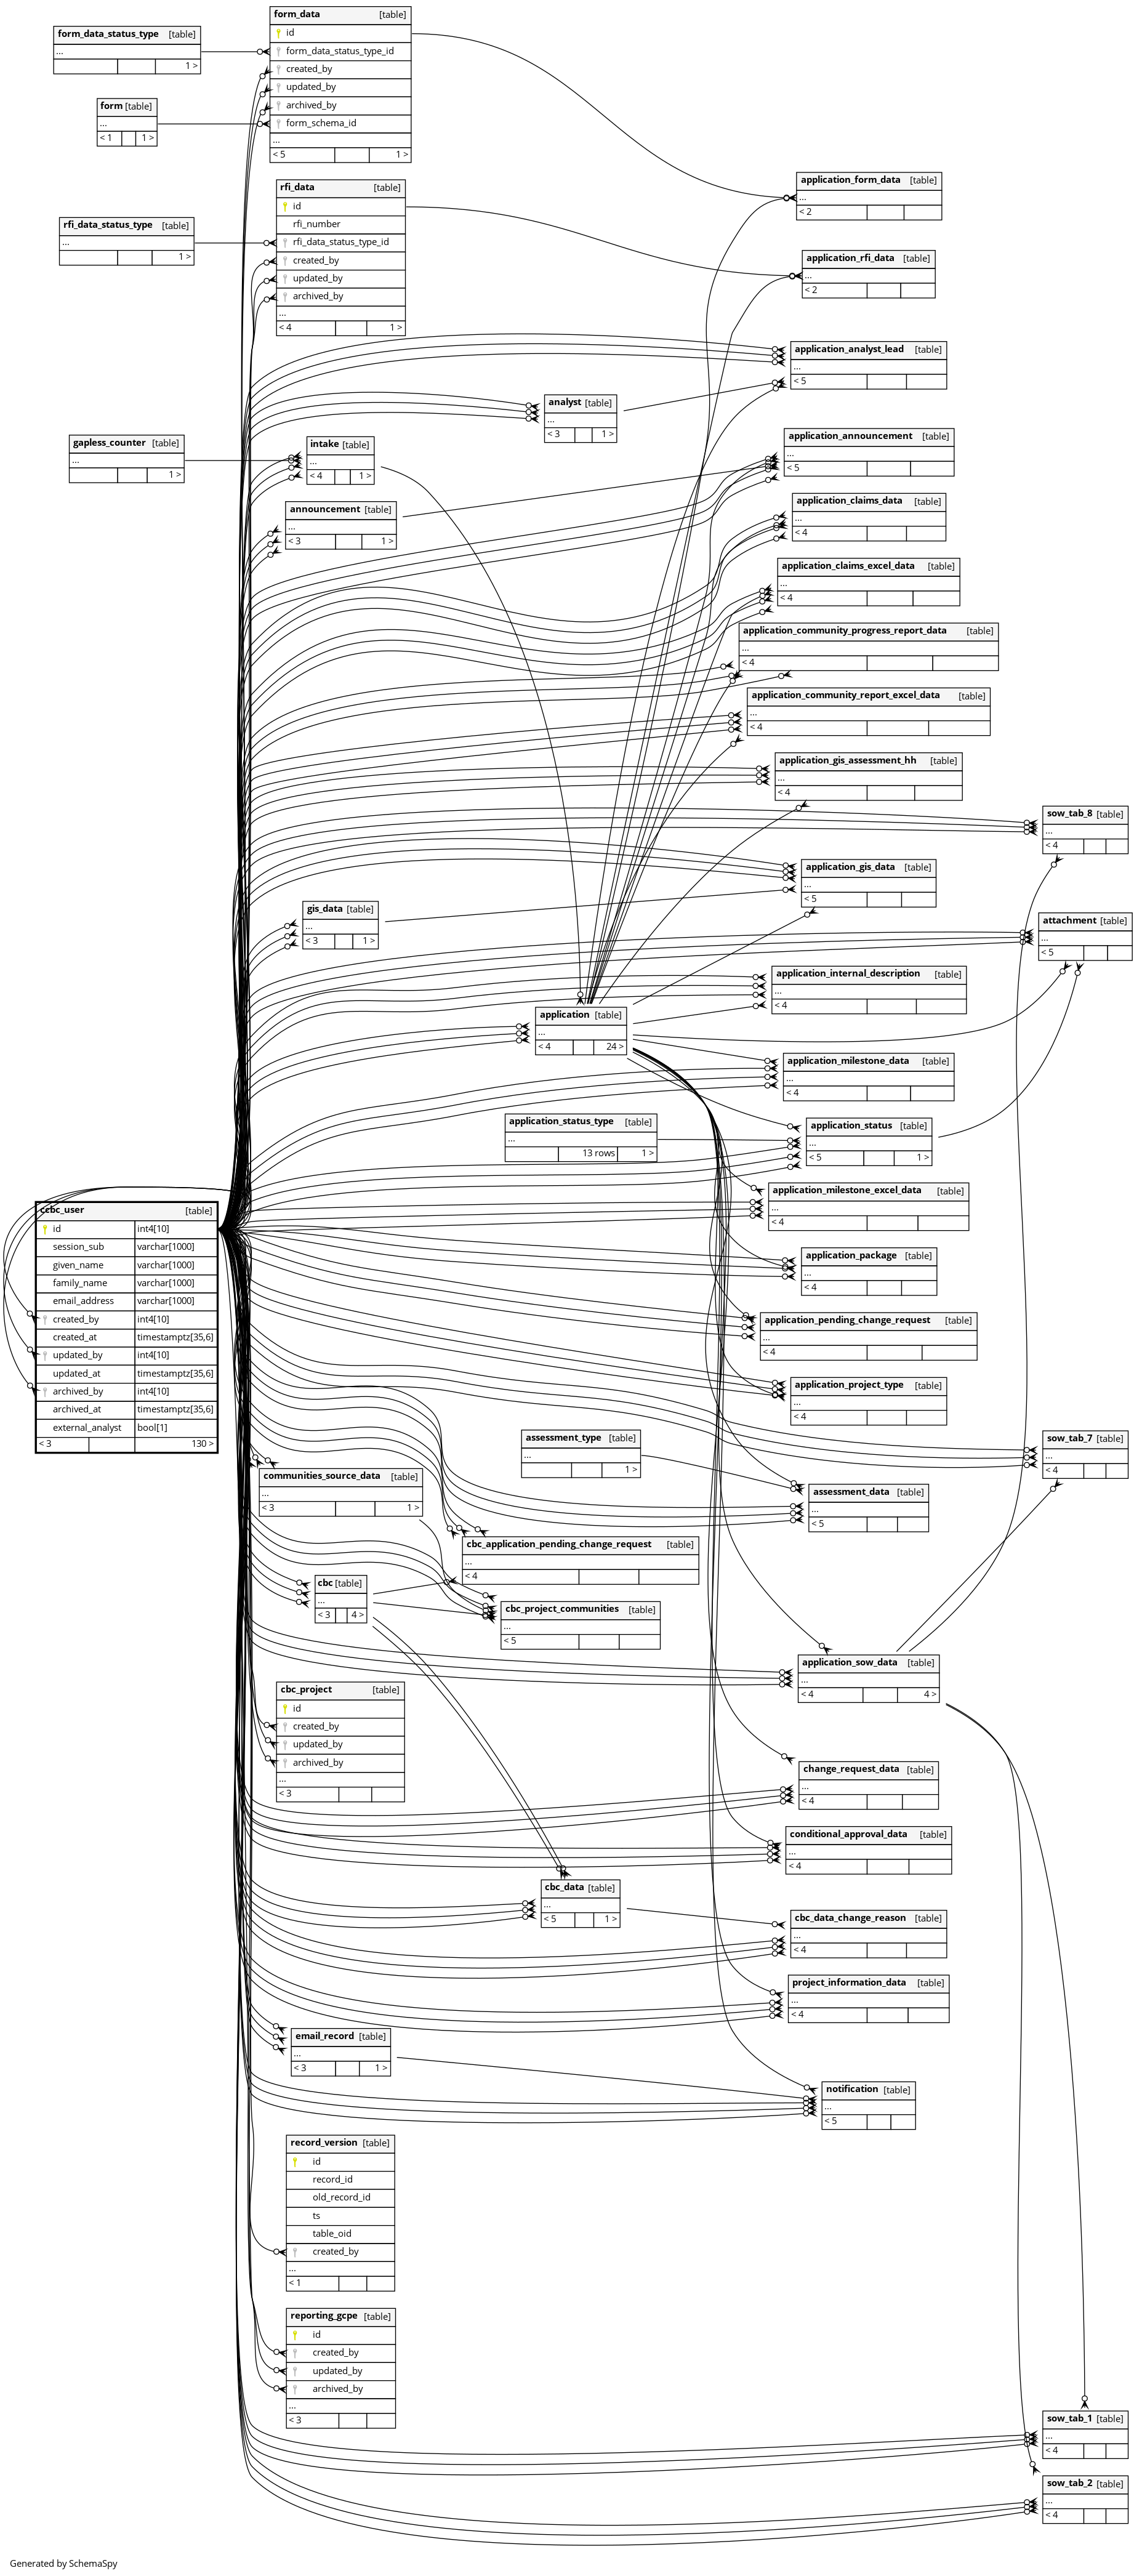 form_data_status_type [table]
...
1 >
form [table]
...
< 1 1 >
rfi_data_status_type [table]
...
1 >
gapless_counter [table]
...
1 >
form_data [table]
id
form_data_status_type_id
created_by
updated_by
archived_by
form_schema_id
...
< 5 1 >
rfi_data [table]
id
rfi_number
rfi_data_status_type_id
created_by
updated_by
archived_by
...
< 4 1 >
application_form_data [table]
...
< 2
application_rfi_data [table]
...
< 2
application_analyst_lead [table]
...
< 5
analyst [table]
...
< 3 1 >
intake [table]
...
< 4 1 >
announcement [table]
...
< 3 1 >
application_announcement [table]
...
< 5
application_claims_data [table]
...
< 4
application_claims_excel_data [table]
...
< 4
application_community_progress_report_data [table]
...
< 4
application_community_report_excel_data [table]
...
< 4
application_gis_assessment_hh [table]
...
< 4
sow_tab_8 [table]
...
< 4
application_gis_data [table]
...
< 5
gis_data [table]
...
< 3 1 >
attachment [table]
...
< 5
application_internal_description [table]
...
< 4
application [table]
...
< 4 24 >
application_milestone_data [table]
...
< 4
application_status_type [table]
...
13 rows 1 >
application_status [table]
...
< 5 1 >
application_milestone_excel_data [table]
...
< 4
ccbc_user [table]
id int4[10]
session_sub varchar[1000]
given_name varchar[1000]
family_name varchar[1000]
email_address varchar[1000]
created_by int4[10]
created_at timestamptz[35,6]
updated_by int4[10]
updated_at timestamptz[35,6]
archived_by int4[10]
archived_at timestamptz[35,6]
external_analyst bool[1]
< 3 130 >
application_package [table]
...
< 4
application_pending_change_request [table]
...
< 4
application_project_type [table]
...
< 4
assessment_type [table]
...
1 >
sow_tab_7 [table]
...
< 4
communities_source_data [table]
...
< 3 1 >
assessment_data [table]
...
< 5
cbc_application_pending_change_request [table]
...
< 4
cbc [table]
...
< 3 4 >
cbc_project_communities [table]
...
< 5
application_sow_data [table]
...
< 4 4 >
cbc_project [table]
id
created_by
updated_by
archived_by
...
< 3
change_request_data [table]
...
< 4
conditional_approval_data [table]
...
< 4
cbc_data [table]
...
< 5 1 >
cbc_data_change_reason [table]
...
< 4
project_information_data [table]
...
< 4
email_record [table]
...
< 3 1 >
notification [table]
...
< 5
record_version [table]
id
record_id
old_record_id
ts
table_oid
created_by
...
< 1
reporting_gcpe [table]
id
created_by
updated_by
archived_by
...
< 3
sow_tab_1 [table]
...
< 4
sow_tab_2 [table]
...
< 4
Generated by SchemaSpy